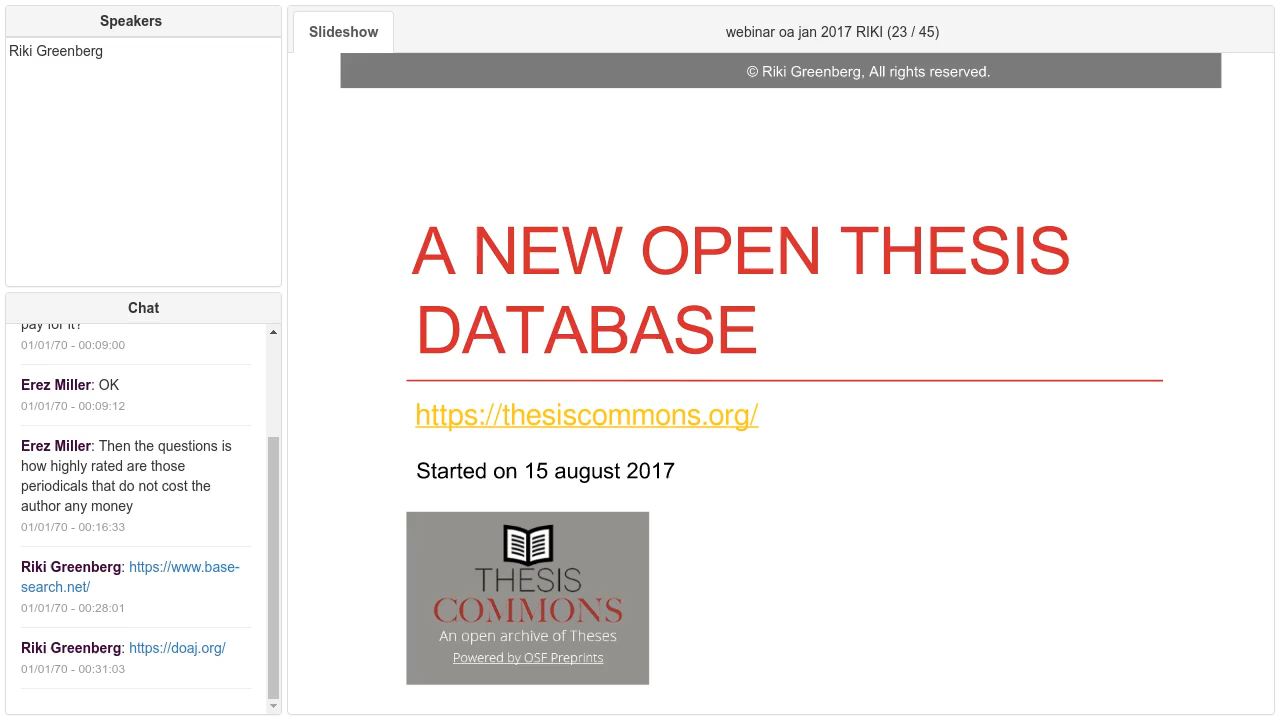 Speakers
Riki Greenberg
Chat
pay for it?
01/01/70 - 00:09:00
Erez Miller: OK
01/01/70 - 00:09:12
Erez Miller: Then the questions is
how highly rated are those
periodicals that do not cost the
author any money
01/01/70 - 00:16:33
Riki Greenberg: https://www.base-
search.net/
01/01/70 - 00:28:01
Riki Greenberg: https://doaj.org/
01/01/70 - 00:31:03
Slideshow
webinar oa jan 2017 RIKI (23 / 45)
© Riki Greenberg, All rights reserved.
A NEW OPEN THESIS
DATABASE
https://thesiscommons.org/
Started on 15 august 2017
THESIS
COMMONS
An open archive of Theses
Powered by OSF Preprints